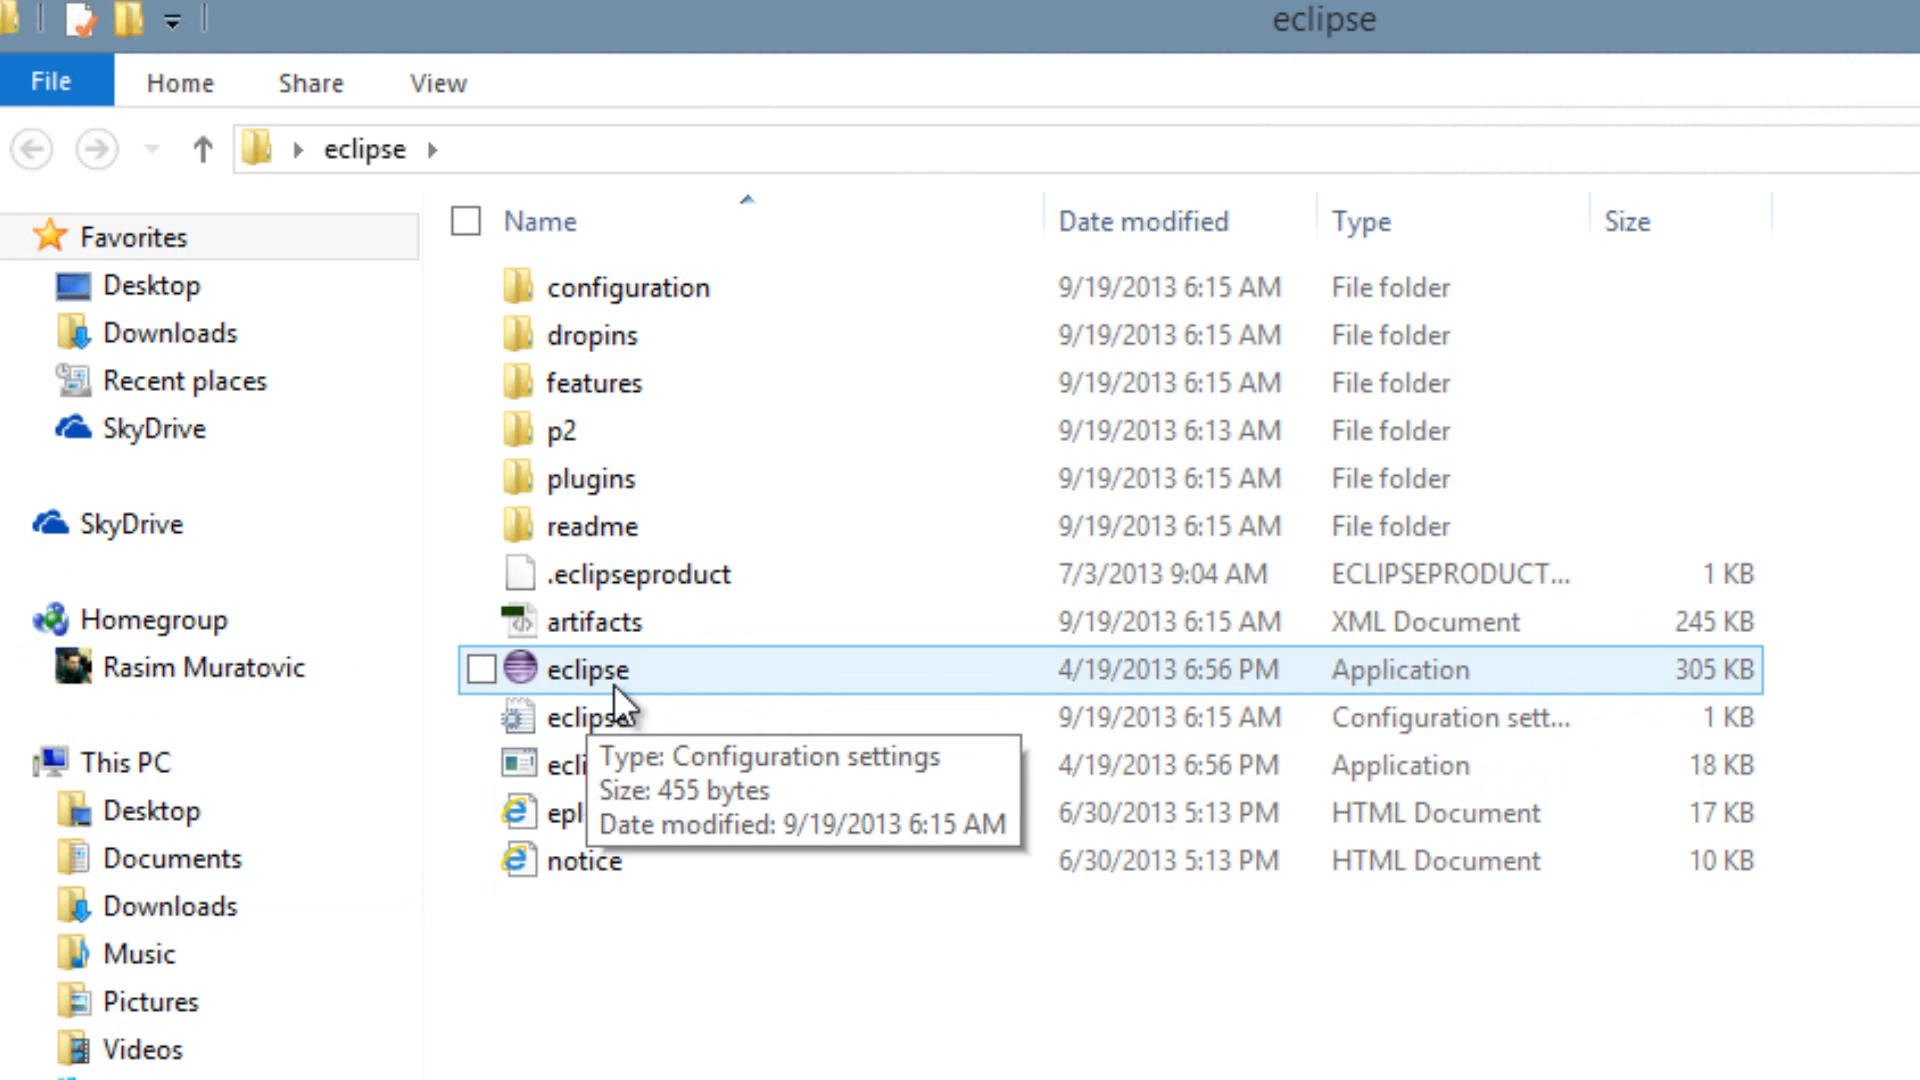 eclipse
File Home Share View
eclipse
Name Date modified Type Size
Favorites
Desktop
Downloads
Recent places
SkyDrive
SkyDrive
Homegroup
Rasim Muratovic
This PC
Desktop
Documents
Downloads
Music
Pictures
Videos
configuration 9/19/2013 6:15 AM File folder
dropins 9/19/2013 6:15 AM File folder
features 9/19/2013 6:15 AM File folder
p2 9/19/2013 6:13 AM File folder
plugins 9/19/2013 6:15 AM File folder
readme 9/19/2013 6:15 AM File folder
.eclipseproduct 7/3/2013 9:04 AM ECLIPSEPRODUCT... 1 KB
artifacts 9/19/2013 6:15 AM XML Document 245 KB
eclipse 4/19/2013 6:56 PM Application 305 KB
eclipse 9/19/2013 6:15 AM Configuration sett... 1 KB
ecli 4/19/2013 6:56 PM Application 18 KB
epl 6/30/2013 5:13 PM HTML Document 17 KB
notice 6/30/2013 5:13 PM HTML Document 10 KB
Type: Configuration settings
Size: 455 bytes
Date modified: 9/19/2013 6:15 AM